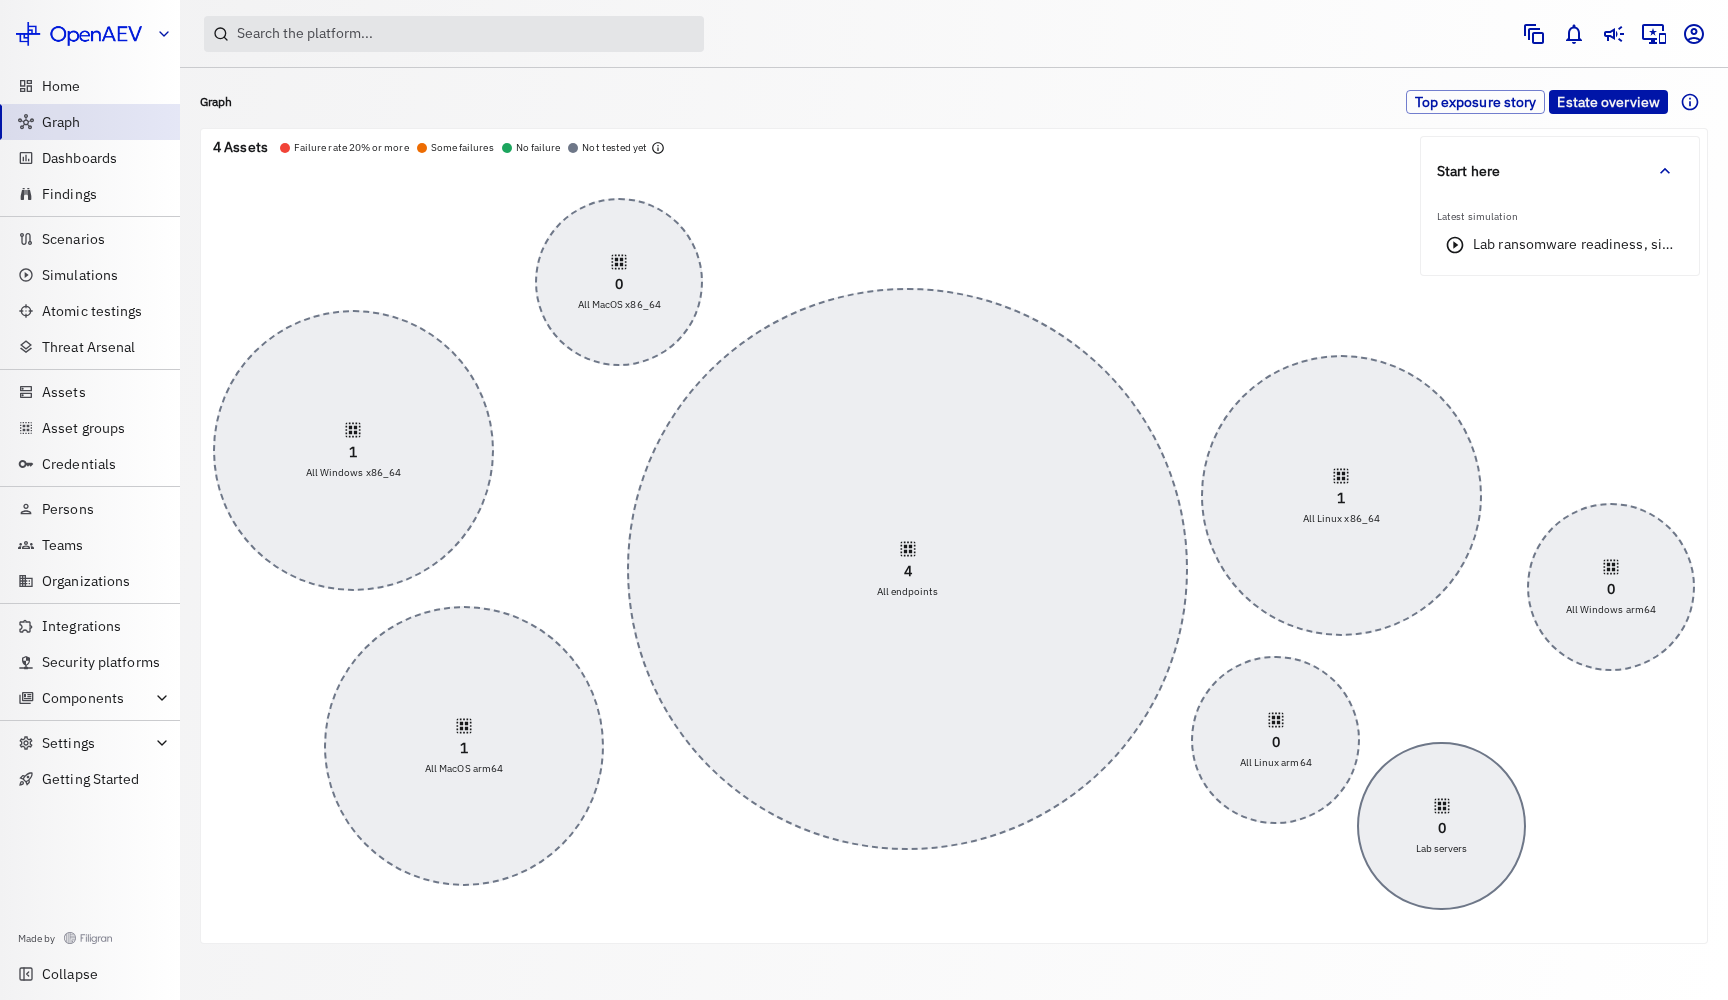 OpenAEV
Search the platform...
Home
Graph
Dashboards
Findings
Scenarios
Simulations
Atomic testings
Threat Arsenal
Assets
Asset groups
Credentials
Persons
Teams
Organizations
Integrations
Security platforms
Components
Settings
Getting Started
Made by Filigran
Collapse
Graph
Top exposure story
Estate overview
4 Assets
Failure rate 20% or more
Some failures
No failure
Not tested yet
Start here
Latest simulation
Lab ransomware readiness, si...
0
All MacOS x86_64
1
All Windows x86_64
4
All endpoints
1
All Linux x86_64
0
All Windows arm64
1
All MacOS arm64
0
All Linux arm64
0
Lab servers